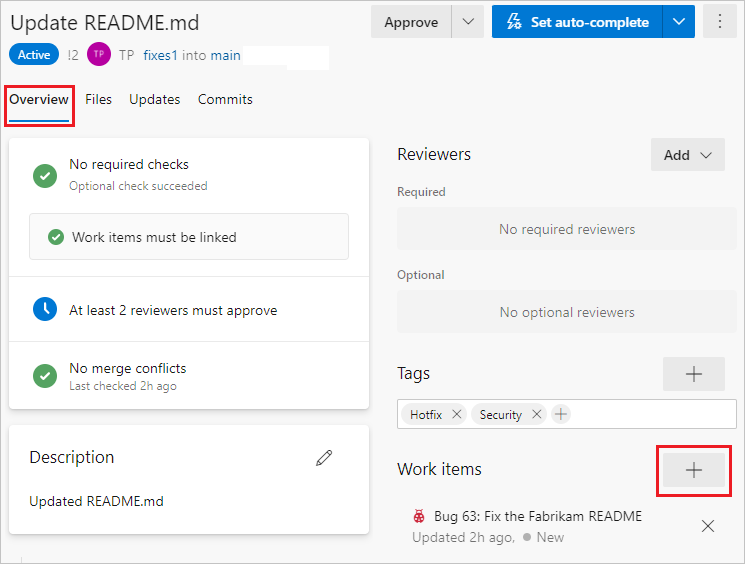 Update README.md
Approve
Set auto-complete
Active !2 TP TP fixes1 into main
Overview Files Updates Commits
No required checks
Optional check succeeded
Work items must be linked
At least 2 reviewers must approve
No merge conflicts
Last checked 2h ago
Description
Updated README.md
Reviewers
Add
Required
No required reviewers
Optional
No optional reviewers
Tags
Hotfix Security
Work items
Bug 63: Fix the Fabrikam README
Updated 2h ago, New